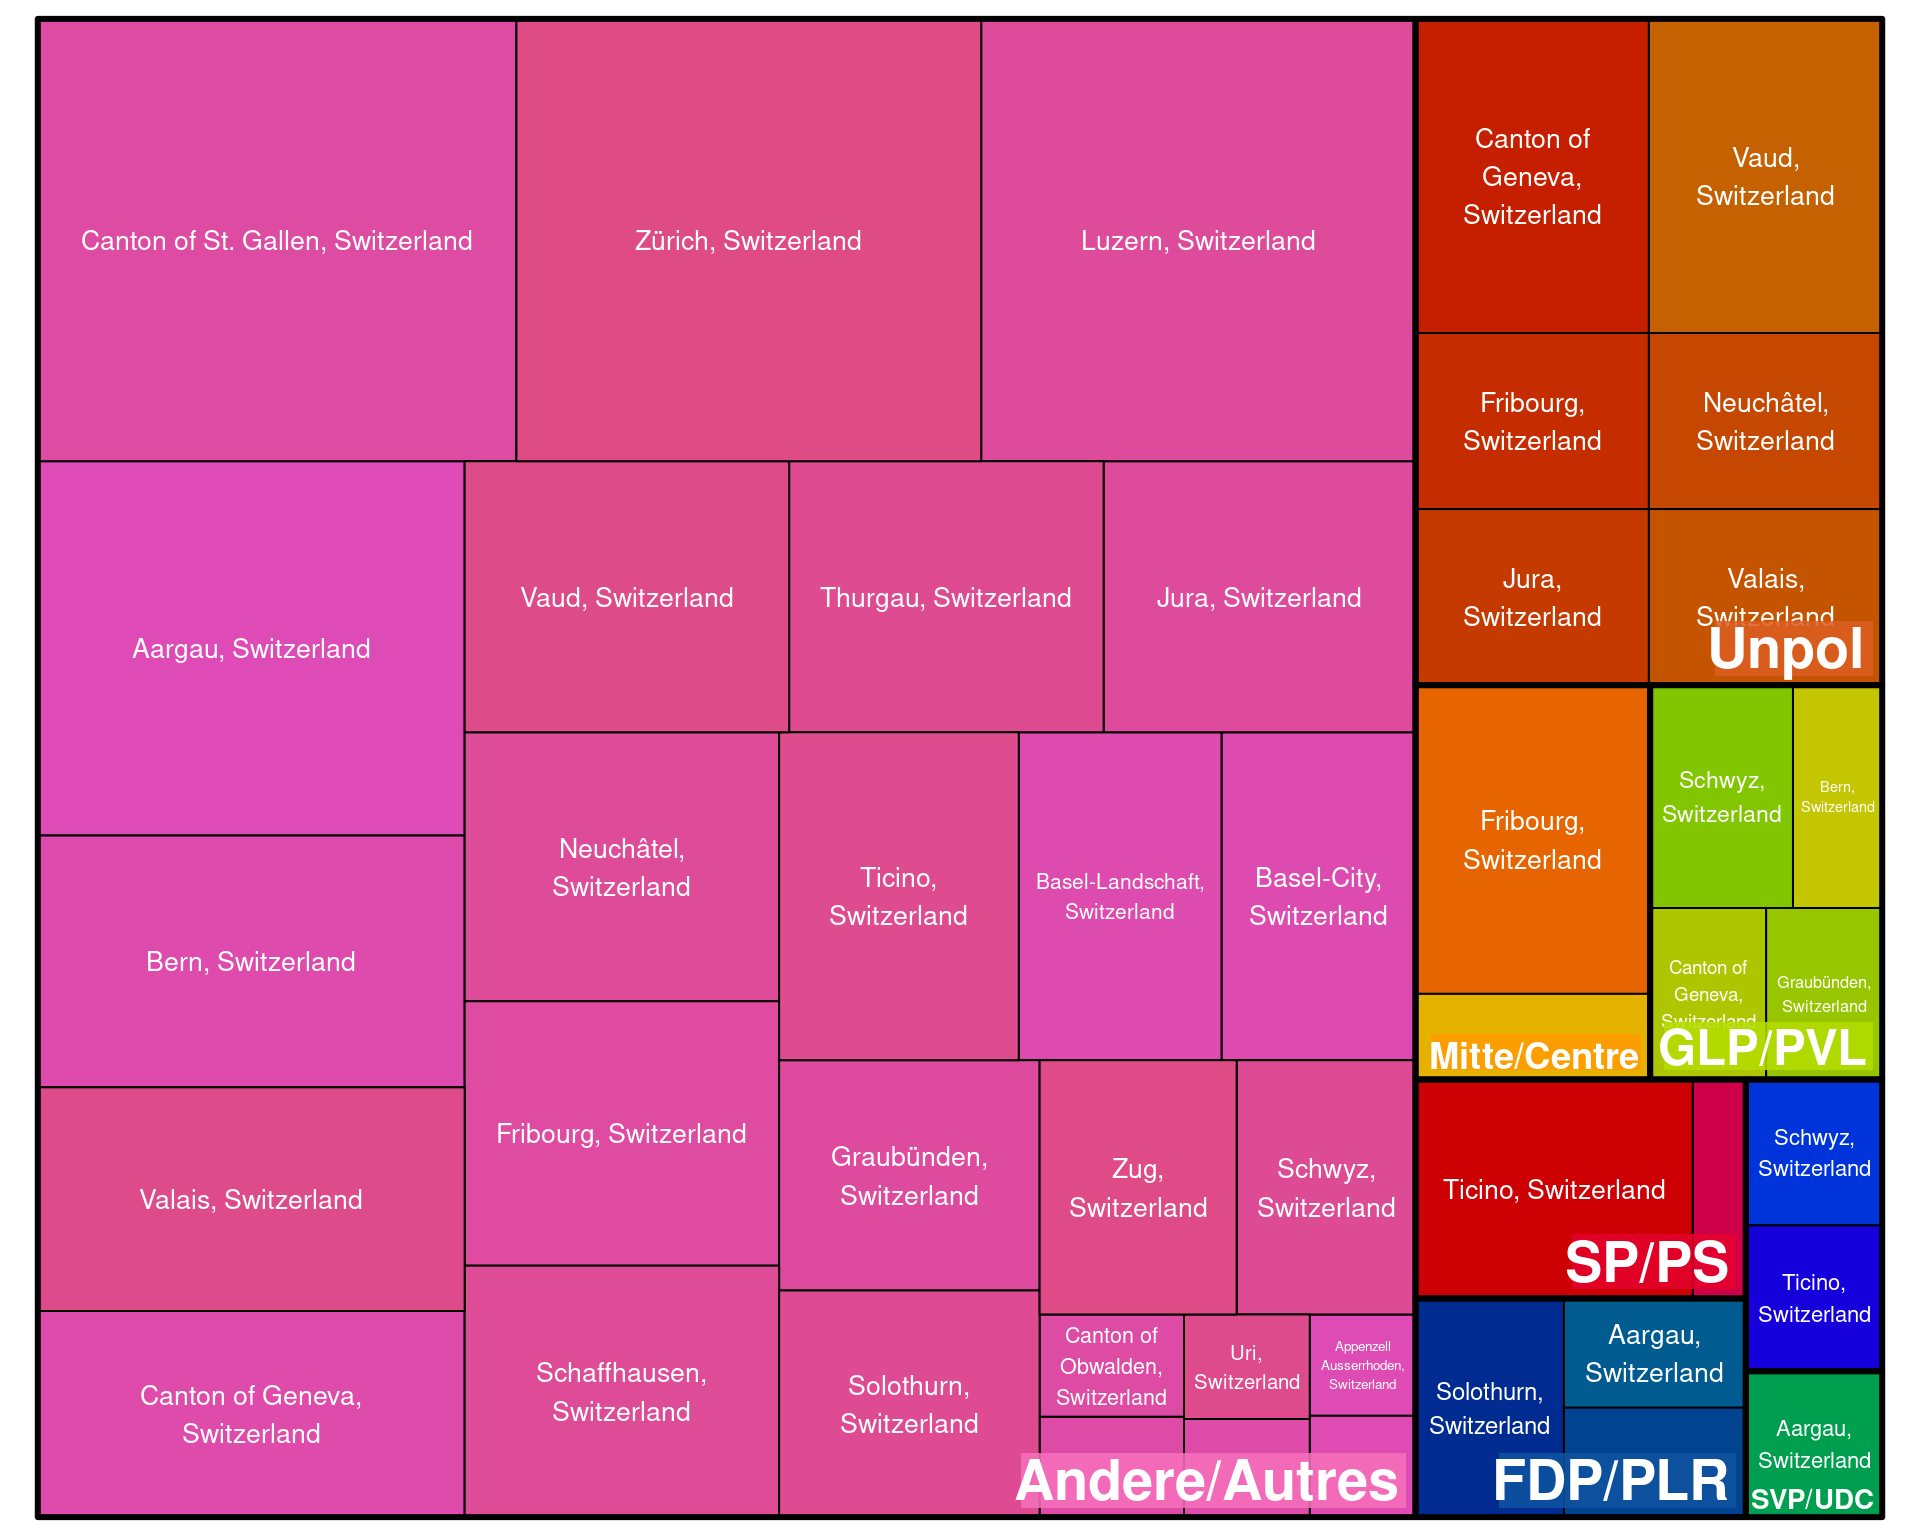 Canton of St. Gallen, Switzerland
Zürich, Switzerland
Luzern, Switzerland
Aargau, Switzerland
Vaud, Switzerland
Thurgau, Switzerland
Jura, Switzerland
Bern, Switzerland
Neuchâtel,
Switzerland
Ticino,
Switzerland
Basel-Landschaft,
Switzerland
Basel-City,
Switzerland
Valais, Switzerland
Fribourg, Switzerland
Graubünden,
Switzerland
Zug,
Switzerland
Schwyz,
Switzerland
Canton of Geneva,
Switzerland
Schaffhausen,
Switzerland
Solothurn,
Switzerland
Canton of
Obwalden,
Switzerland
Uri,
Switzerland
Appenzell
Ausserrhoden,
Switzerland
Andere/Autres
Canton of
Geneva,
Switzerland
Vaud,
Switzerland
Fribourg,
Switzerland
Neuchâtel,
Switzerland
Jura,
Switzerland
Valais,
Switzerland
Unpol
Fribourg,
Switzerland
Mitte/Centre
Schwyz,
Switzerland
Bern,
Switzerland
Canton of
Geneva,
Switzerland
Graubünden,
Switzerland
GLP/PVL
Ticino, Switzerland
SP/PS
Schwyz,
Switzerland
Ticino,
Switzerland
Solothurn,
Switzerland
Aargau,
Switzerland
FDP/PLR
Aargau,
Switzerland
SVP/UDC